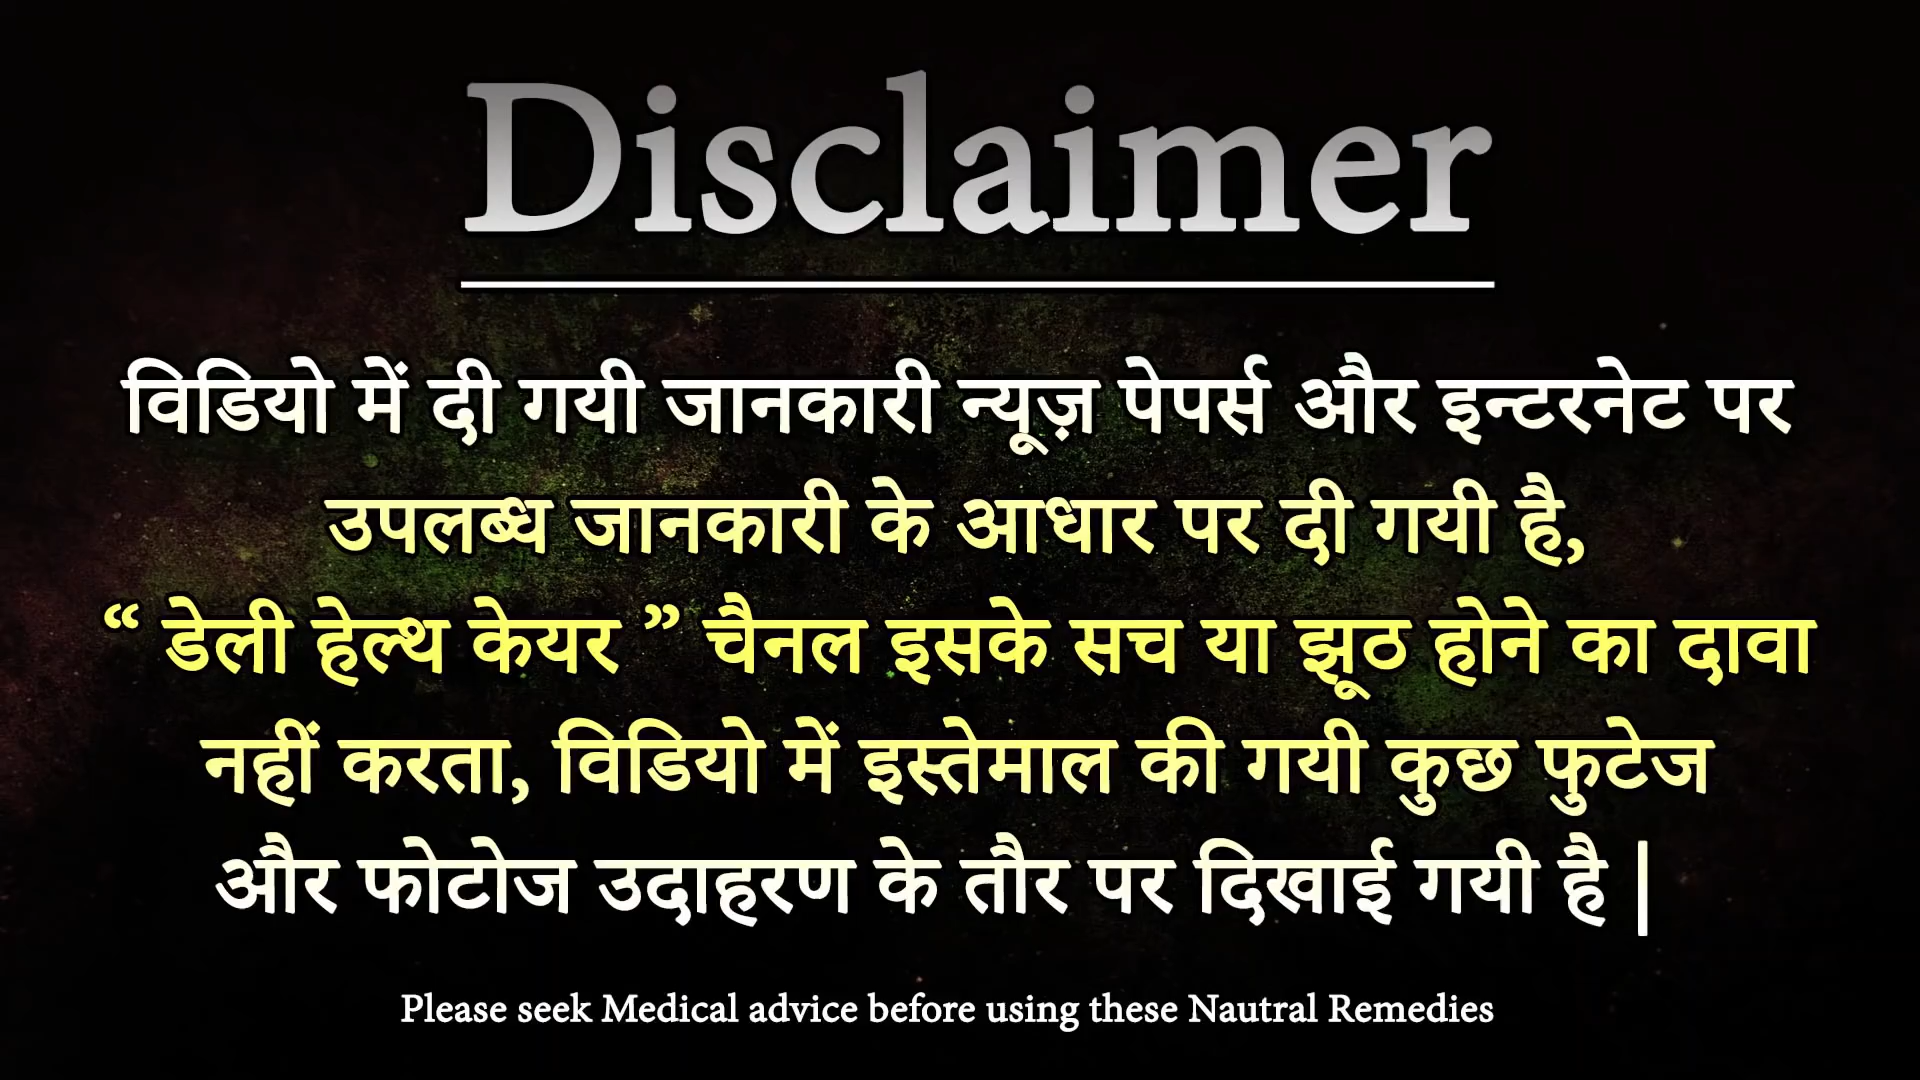 Disclaimer
विडियो में दी गयी जानकारी न्यूज़ पेपर्स और इन्टरनेट पर
उपलब्ध जानकारी के आधार पर दी गयी है,
“ डेली हेल्थ केयर ” चैनल इसके सच या झूठ होने का दावा
नहीं करता, विडियो में इस्तेमाल की गयी कुछ फुटेज
और फोटोज उदाहरण के तौर पर दिखाई गयी है |
Please seek Medical advice before using these Nautral Remedies